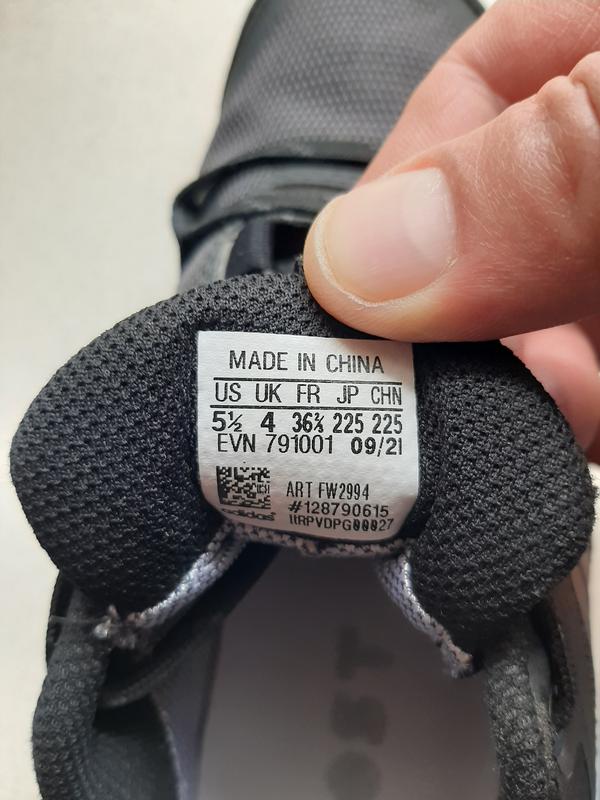 MADE IN CHINA
US UK FR JP CHN
5½ 4 36⅔ 225 225
EVN 791001 09/21
ART FW2994
adidas #128790615
OST